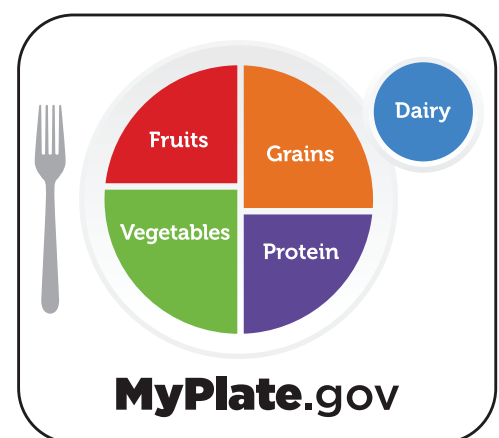 Fruits
Grains
Dairy
Vegetables
Protein
MyPlate.gov